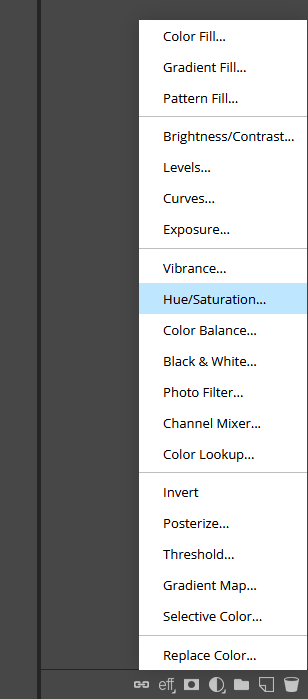 Color Fill...
Gradient Fill...
Pattern Fill...
Brightness/Contrast...
Levels...
Curves...
Exposure...
Vibrance...
Hue/Saturation...
Color Balance...
Black & White...
Photo Filter...
Channel Mixer...
Color Lookup...
Invert
Posterize...
Threshold...
Gradient Map...
Selective Color...
Replace Color...
eff